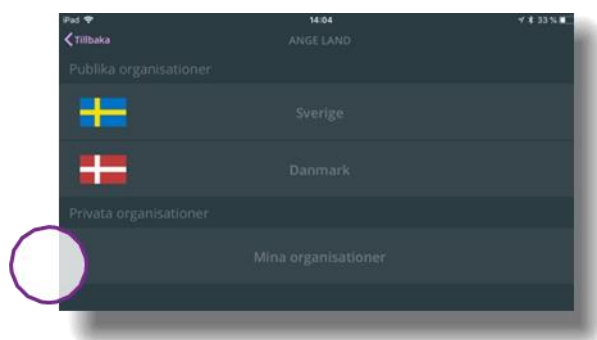 iPad 14:04 33 %
Tillbaka ANGE LAND
Publika organisationer
Sverige
Danmark
Privata organisationer
Mina organisationer